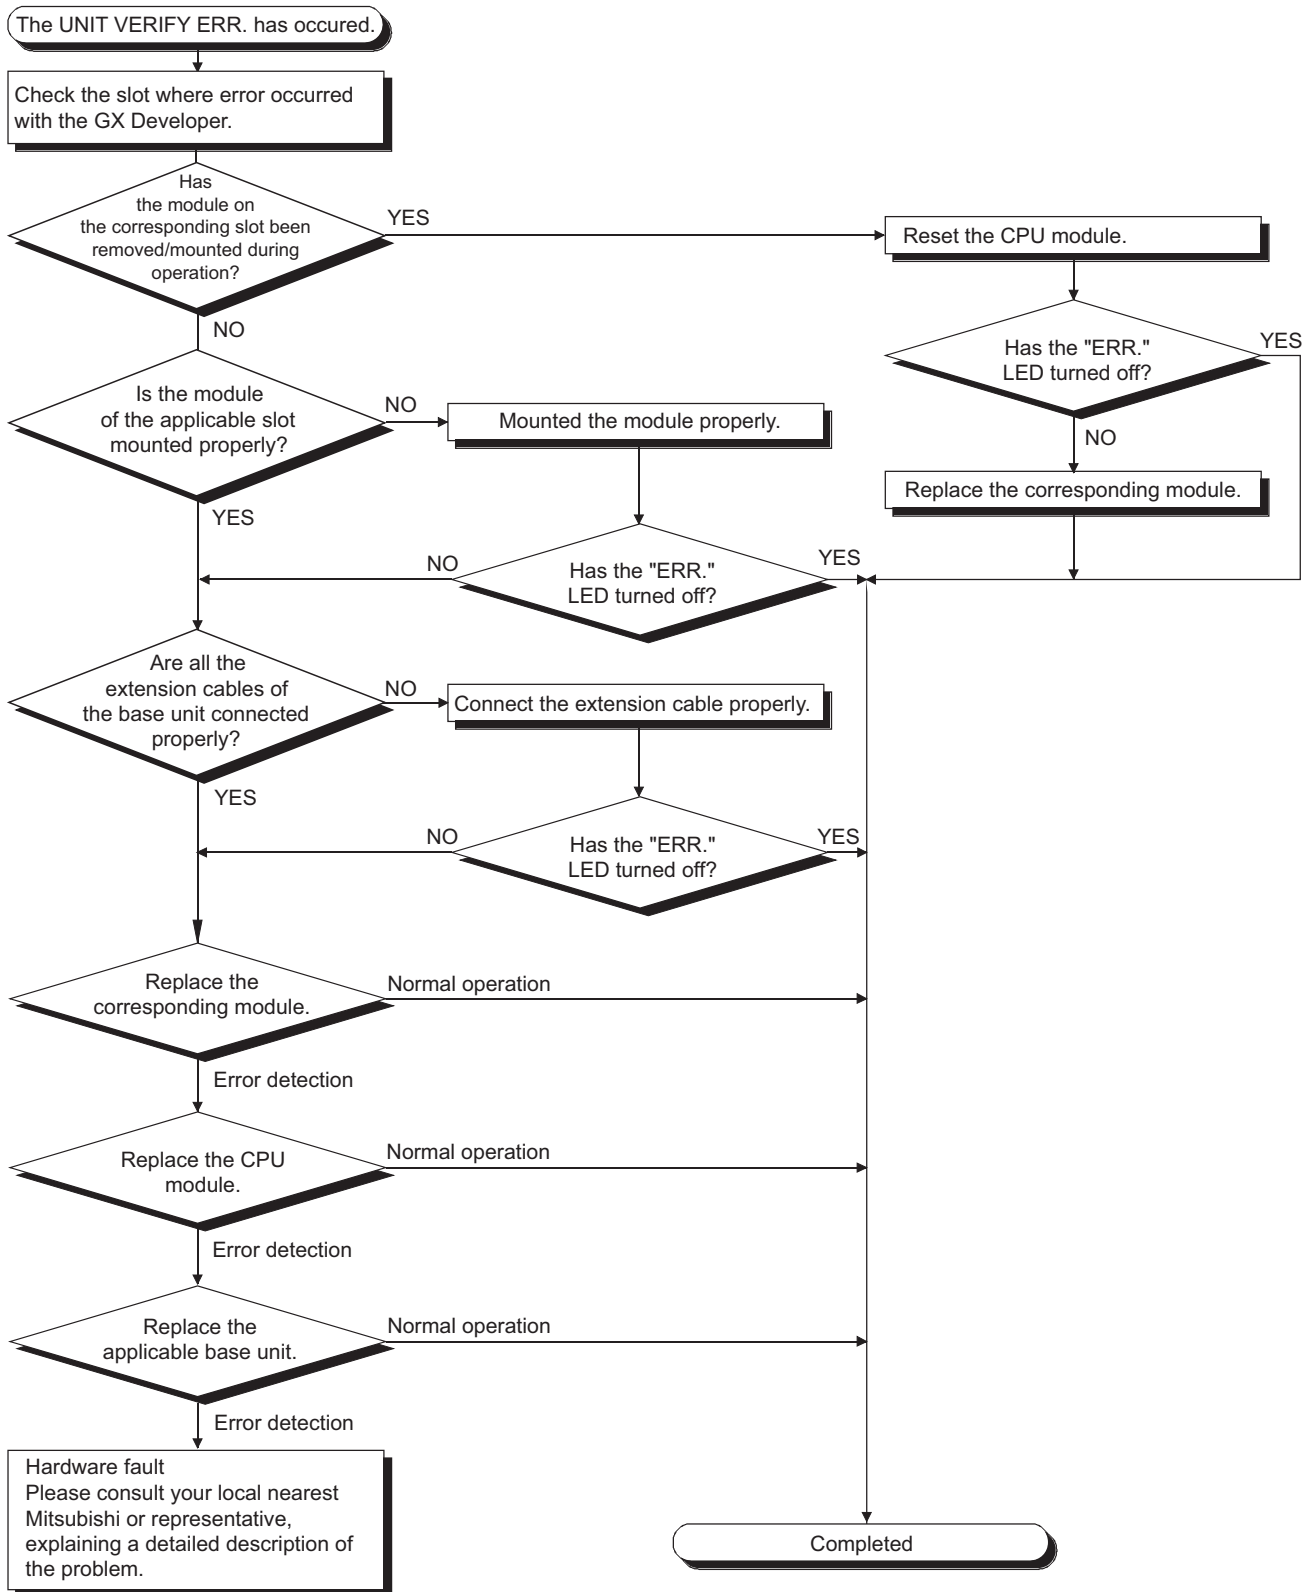 The UNIT VERIFY ERR. has occured.
Check the slot where error occurred
with the GX Developer.
Has
the module on
the corresponding slot been
removed/mounted during
operation?
YES
Reset the CPU module.
NO
Has the "ERR."
LED turned off?
YES
NO
Replace the corresponding module.
Is the module
of the applicable slot
mounted properly?
NO
Mounted the module properly.
YES
Has the "ERR."
LED turned off?
NO
YES
Are all the
extension cables of
the base unit connected
properly?
NO
Connect the extension cable properly.
YES
Has the "ERR."
LED turned off?
NO
YES
Replace the
corresponding module.
Normal operation
Error detection
Replace the CPU
module.
Normal operation
Error detection
Replace the
applicable base unit.
Normal operation
Error detection
Hardware fault
Please consult your local nearest
Mitsubishi or representative,
explaining a detailed description of
the problem.
Completed